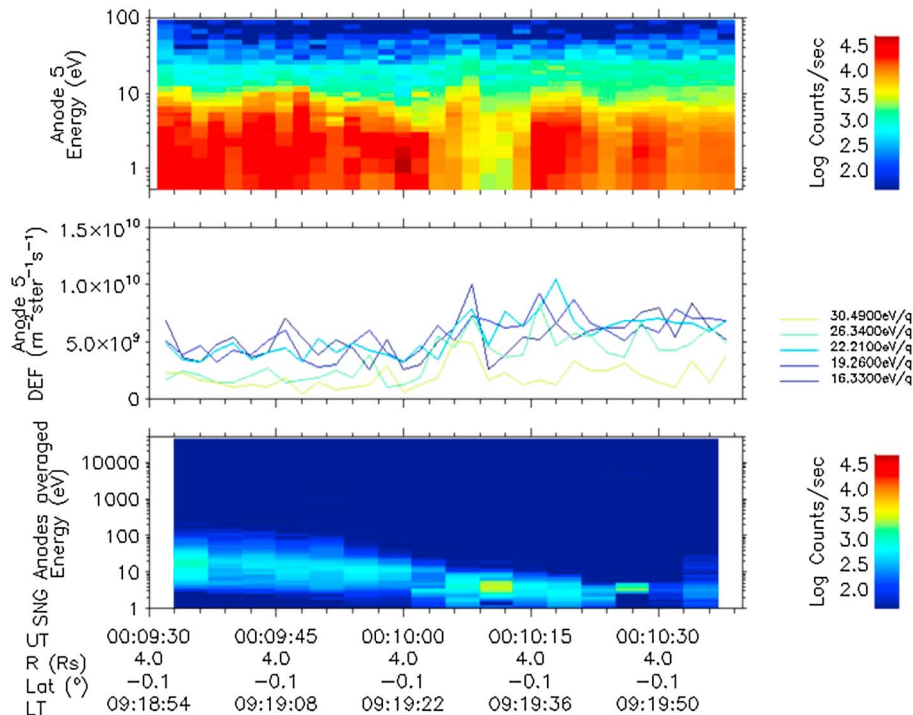 100
10
1
Anode 5
Energy (eV)
4.5
4.0
3.5
3.0
2.5
2.0
Log Counts/sec
1.5×10¹⁰
1.0×10¹⁰
5.0×10⁹
0
Anode 5
DEF (m⁻²ster⁻¹s⁻¹)
30.4900eV/q
26.3400eV/q
22.2100eV/q
19.2600eV/q
16.3300eV/q
10000
1000
100
10
1
SNG Anodes averaged
Energy (eV)
4.5
4.0
3.5
3.0
2.5
2.0
Log Counts/sec
UT 00:09:30 00:09:45 00:10:00 00:10:15 00:10:30
R (Rs) 4.0 4.0 4.0 4.0 4.0
Lat (°) −0.1 −0.1 −0.1 −0.1 −0.1
LT 09:18:54 09:19:08 09:19:22 09:19:36 09:19:50